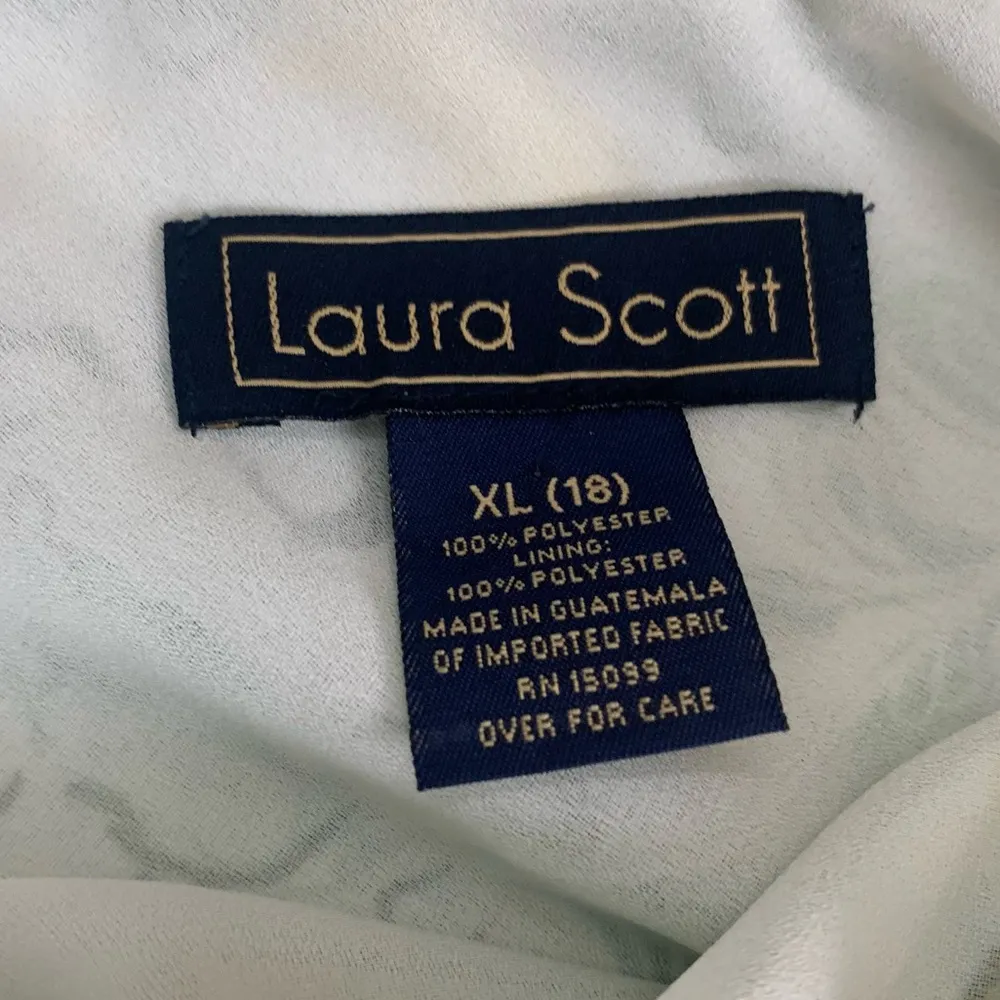 Laura Scott
XL (18)
100% POLYESTER
LINING:
100% POLYESTER
MADE IN GUATEMALA
OF IMPORTED FABRIC
RN 15099
OVER FOR CARE